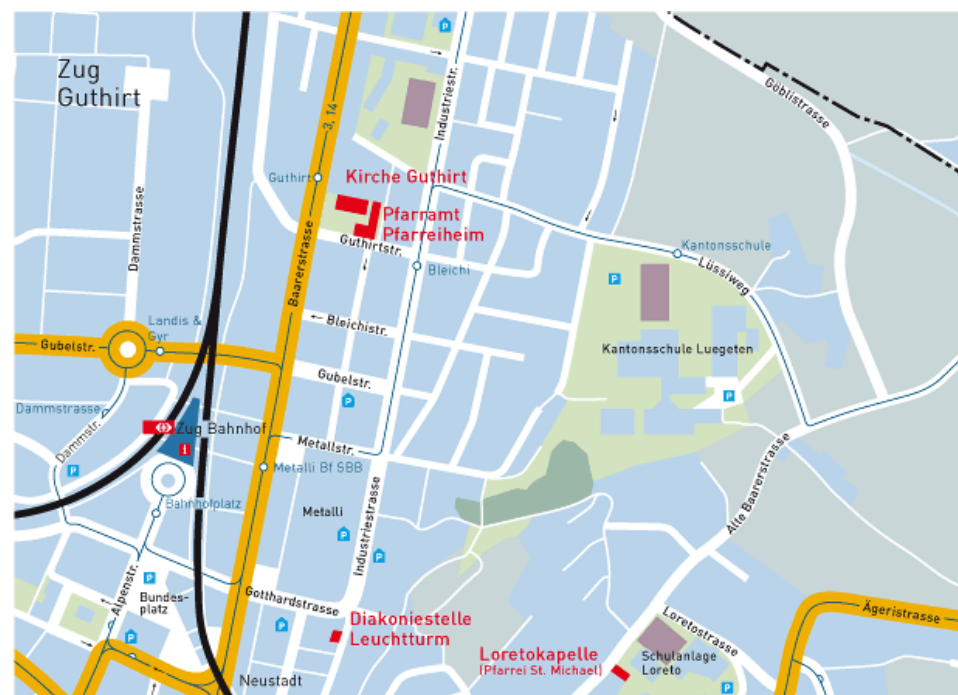 Zug
Guthirt
P
3, 14
Industriestr.
Göblistrasse
Dammstrasse
Guthirt
Kirche Guthirt
Pfarramt
Pfarreiheim
Guthirtstr.
Baarerstrasse
Bleichi
Kantonsschule
Lüssiweg
P
Landis &
Gyr
Gubelstr.
Bleichistr.
Kantonsschule Luegeten
Gubelstr.
P
P
Dammstrasse
Dammstr.
Zug Bahnhof
i
Metallstr.
P
Metalli Bf SBB
Bahnhofplatz
Metalli
Industriestrasse
Alte Baarerstrasse
P
P
P
Alpenstr.
Bundes-
platz
Gotthardstrasse
P
P
Diakoniestelle
Leuchtturm
Loretostrasse
Ägeristrasse
Loretokapelle
(Pfarrei St. Michael)
Schulanlage
Loreto
P
Neustadt